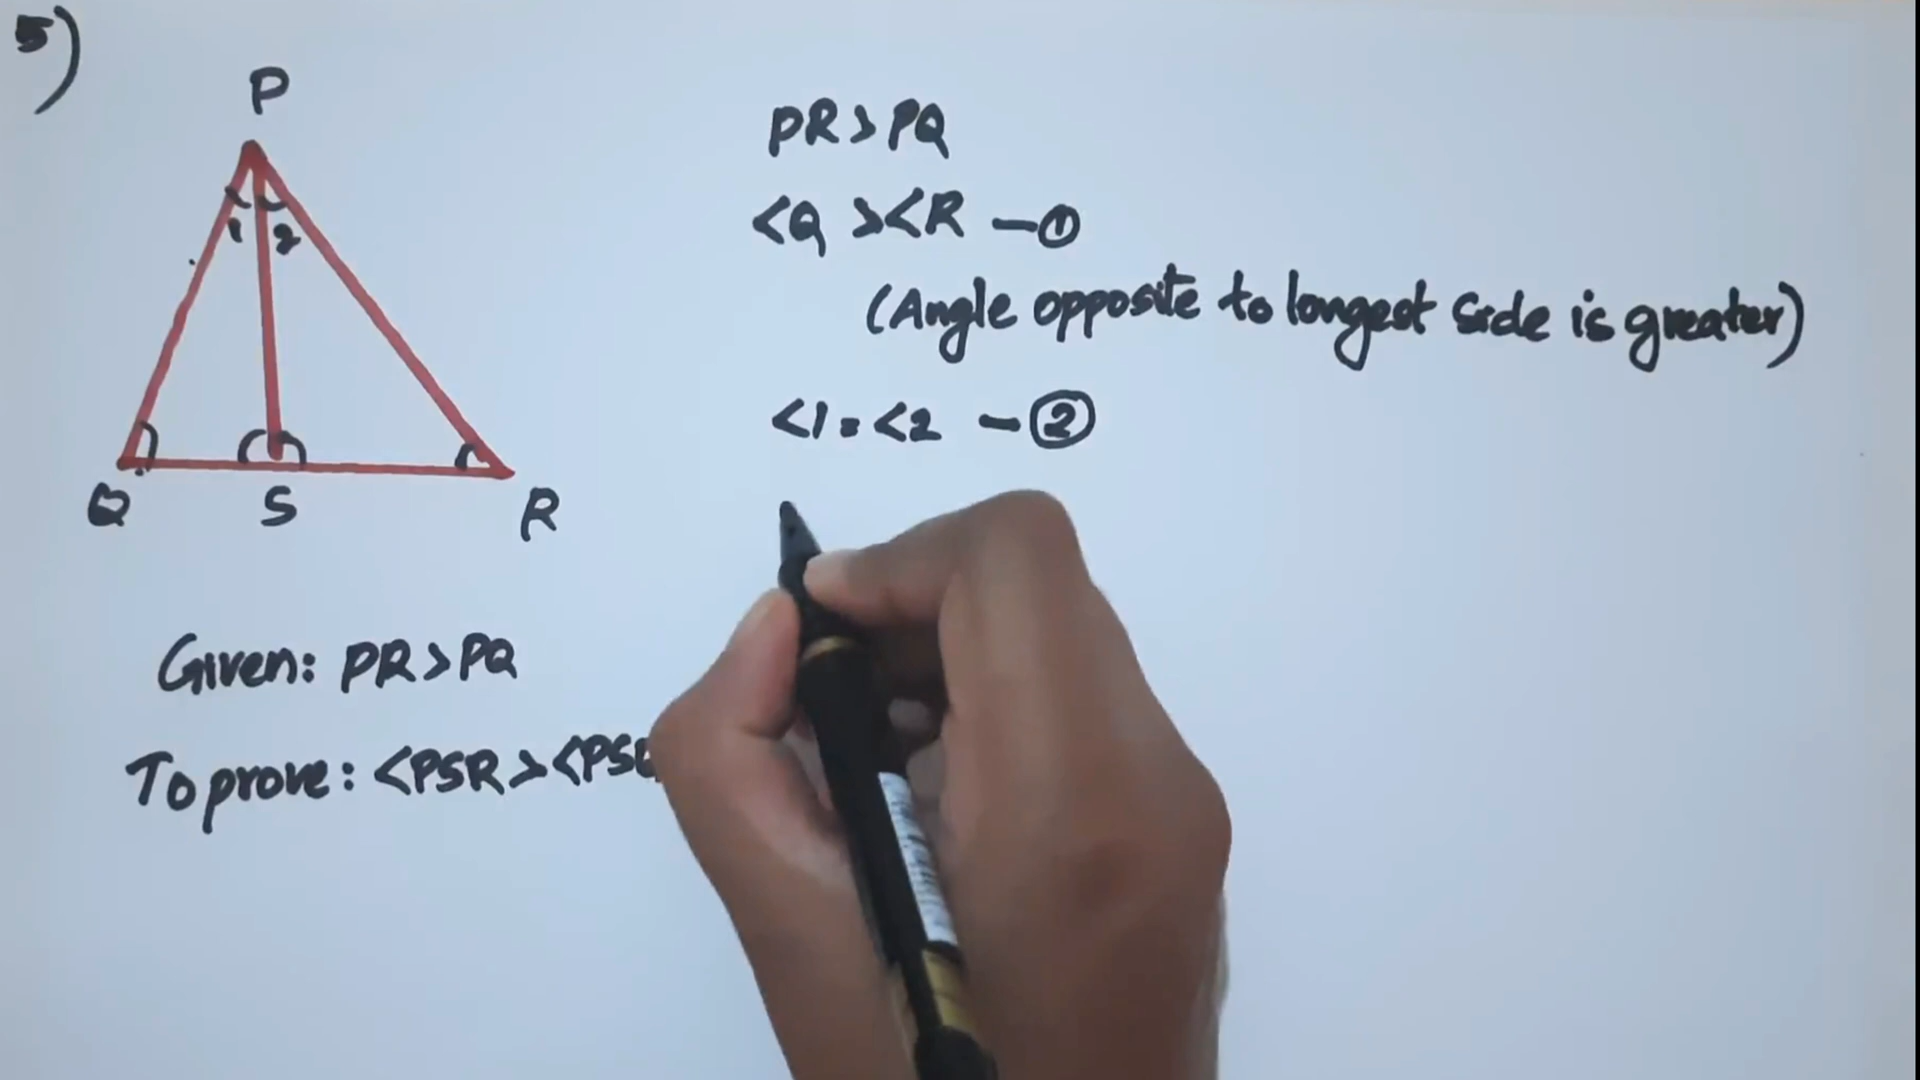 5)
P
1 2
Q S R
Given: PR>PQ
To prove: <PSR > <PSQ
PR > PQ
<Q > <R —①
(Angle opposite to longest side is greater)
<1 = <2 —②